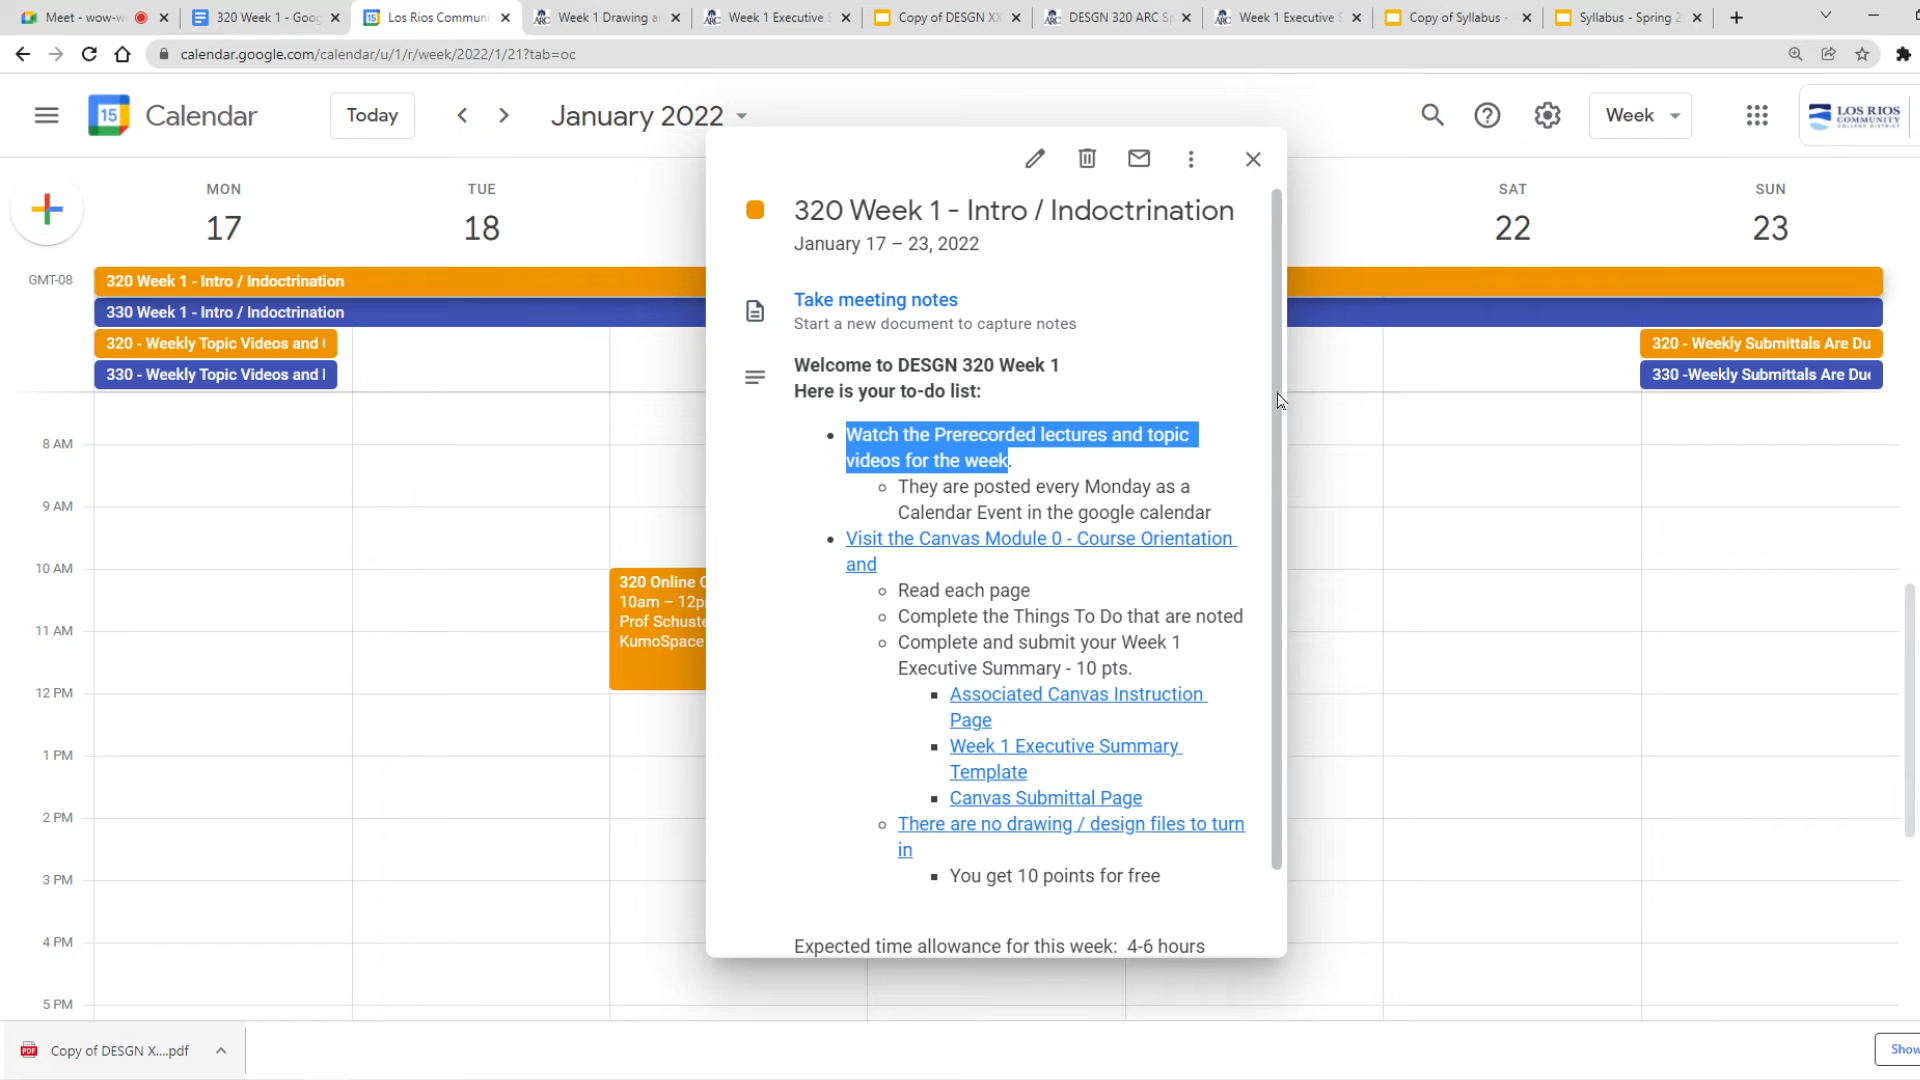 Meet - wow-w
320 Week 1 - Goog
Los Rios Commun
Week 1 Drawing a
Week 1 Executive S
Copy of DESGN XX
DESGN 320 ARC S
Week 1 Executive S
Copy of Syllabus -
Syllabus - Spring 2
calendar.google.com/calendar/u/1/r/week/2022/1/21?tab=oc
15
Calendar
Today
January 2022
Week
LOS RIOS
COMMUNITY
COLLEGE DISTRICT
MON
17
TUE
18
SAT
22
SUN
23
GMT-08
320 Week 1 - Intro / Indoctrination
330 Week 1 - Intro / Indoctrination
320 - Weekly Topic Videos and
330 - Weekly Topic Videos and
320 - Weekly Submittals Are Du
330 -Weekly Submittals Are Due
8 AM
9 AM
10 AM
11 AM
12 PM
1 PM
2 PM
3 PM
4 PM
5 PM
320 Online
10am – 12p
Prof Schuste
KumoSpace
320 Week 1 - Intro / Indoctrination
January 17 – 23, 2022
Take meeting notes
Start a new document to capture notes
Welcome to DESGN 320 Week 1
Here is your to-do list:
Watch the Prerecorded lectures and topic
videos for the week.
They are posted every Monday as a
Calendar Event in the google calendar
Visit the Canvas Module 0 - Course Orientation
and
Read each page
Complete the Things To Do that are noted
Complete and submit your Week 1
Executive Summary - 10 pts.
Associated Canvas Instruction
Page
Week 1 Executive Summary
Template
Canvas Submittal Page
There are no drawing / design files to turn
in
You get 10 points for free
Expected time allowance for this week: 4-6 hours
PDF
Copy of DESGN X....pdf
Show